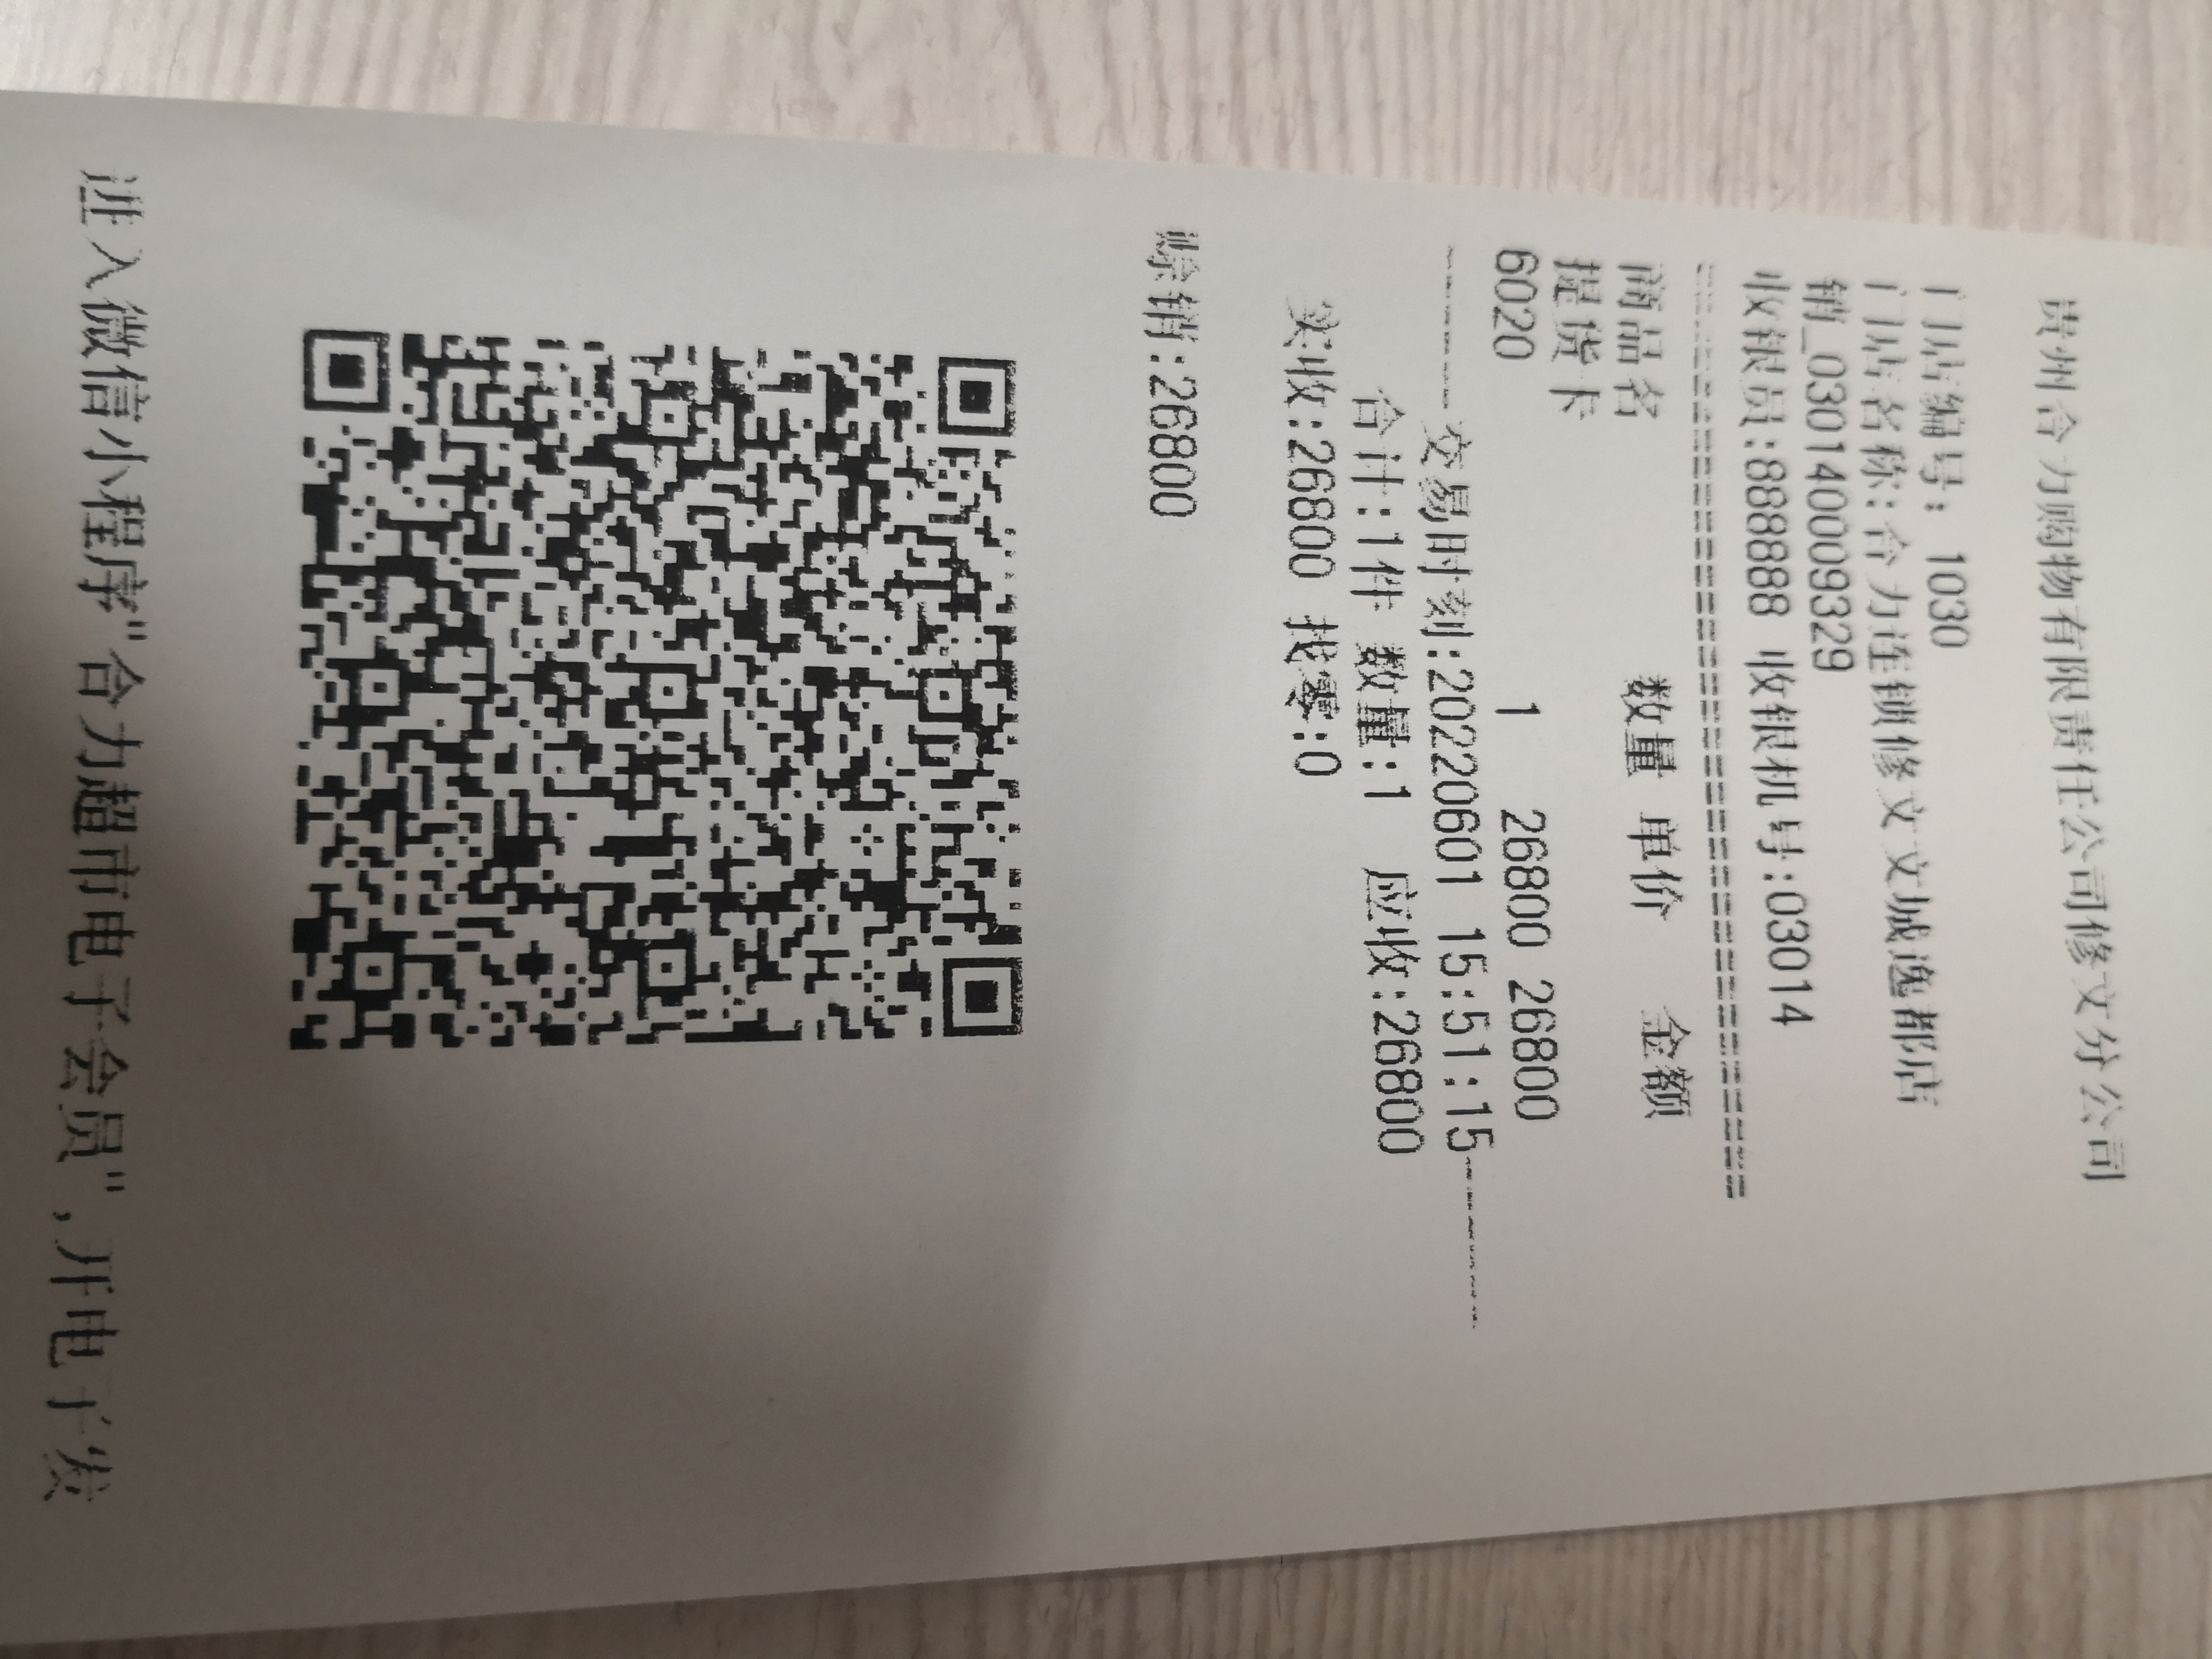 贵州合力购物有限责任公司修文分公司
门店编号: 1030
门店名称:合力连锁修文文城逸都店
销_030140009329
收银员:888888 收银机号:03014
================================
商品名 数量 单价 金额
提货卡
6020 1 26800 26800
--------交易时刻:20220601 15:51:15--------
合计:1件 数量:1 应收:26800
实收:26800 找零:0
赊销:26800
进入微信小程序"合力超市电子会员",开电子发